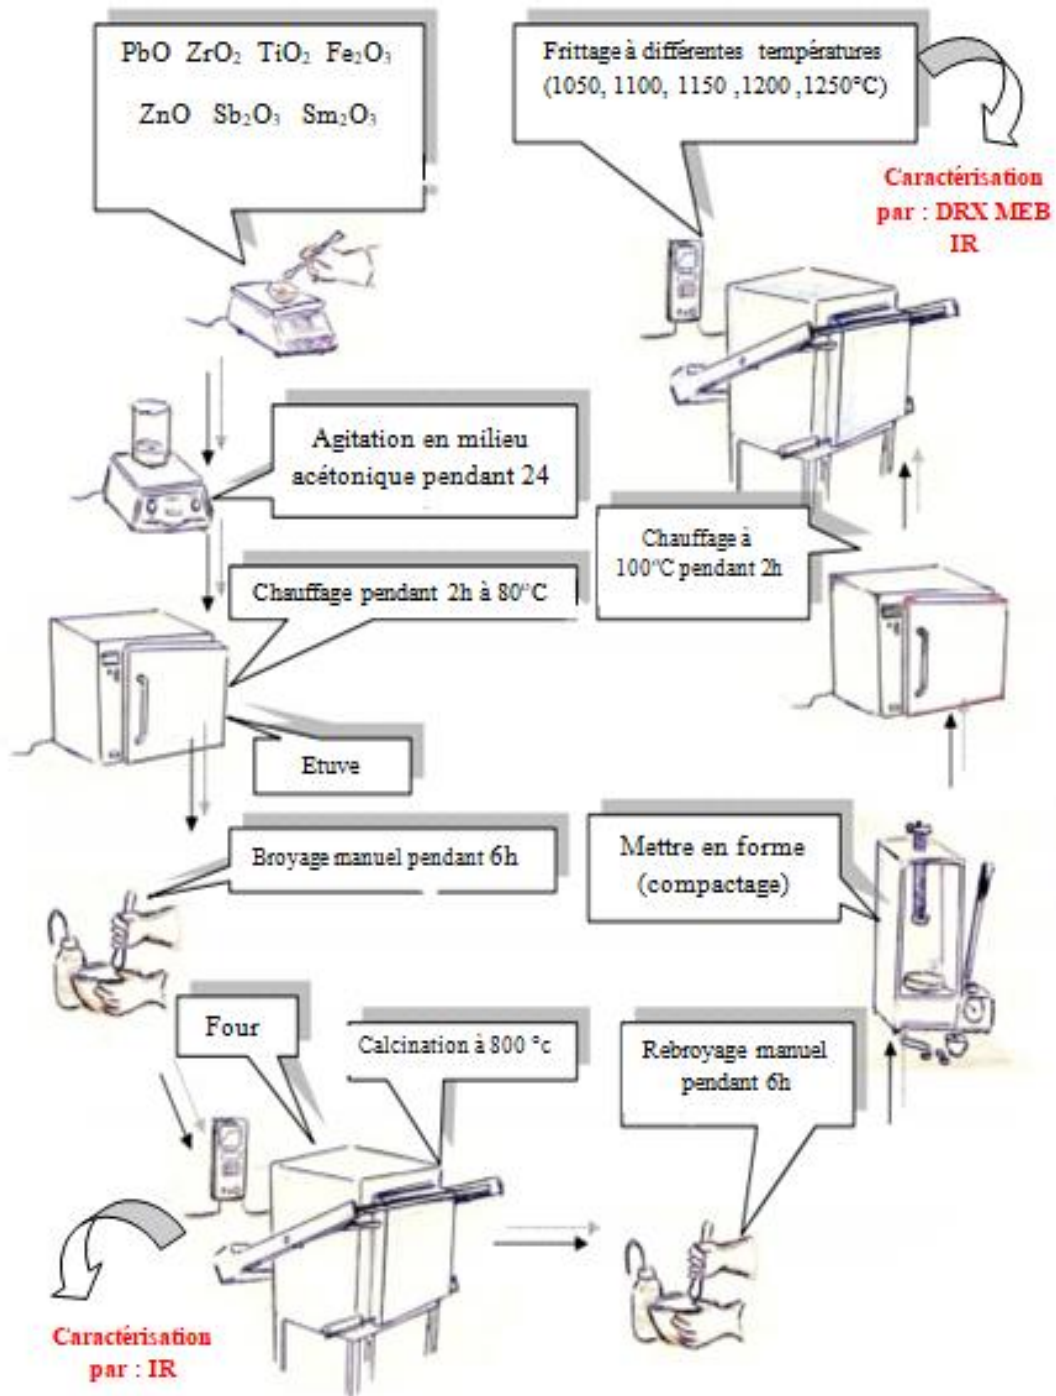 PbO ZrO₂ TiO₂ Fe₂O₃
ZnO Sb₂O₃ Sm₂O₃
Agitation en milieu
acétonique pendant 24
Chauffage pendant 2h à 80°C
Etuve
Broyage manuel pendant 6h
Four
Calcination à 800 °c
Caractérisation
par : IR
Rebroyage manuel
pendant 6h
Mettre en forme
(compactage)
Chauffage à
100°C pendant 2h
Frittage à différentes températures
(1050, 1100, 1150 ,1200 ,1250°C)
Caractérisation
par : DRX MEB
IR